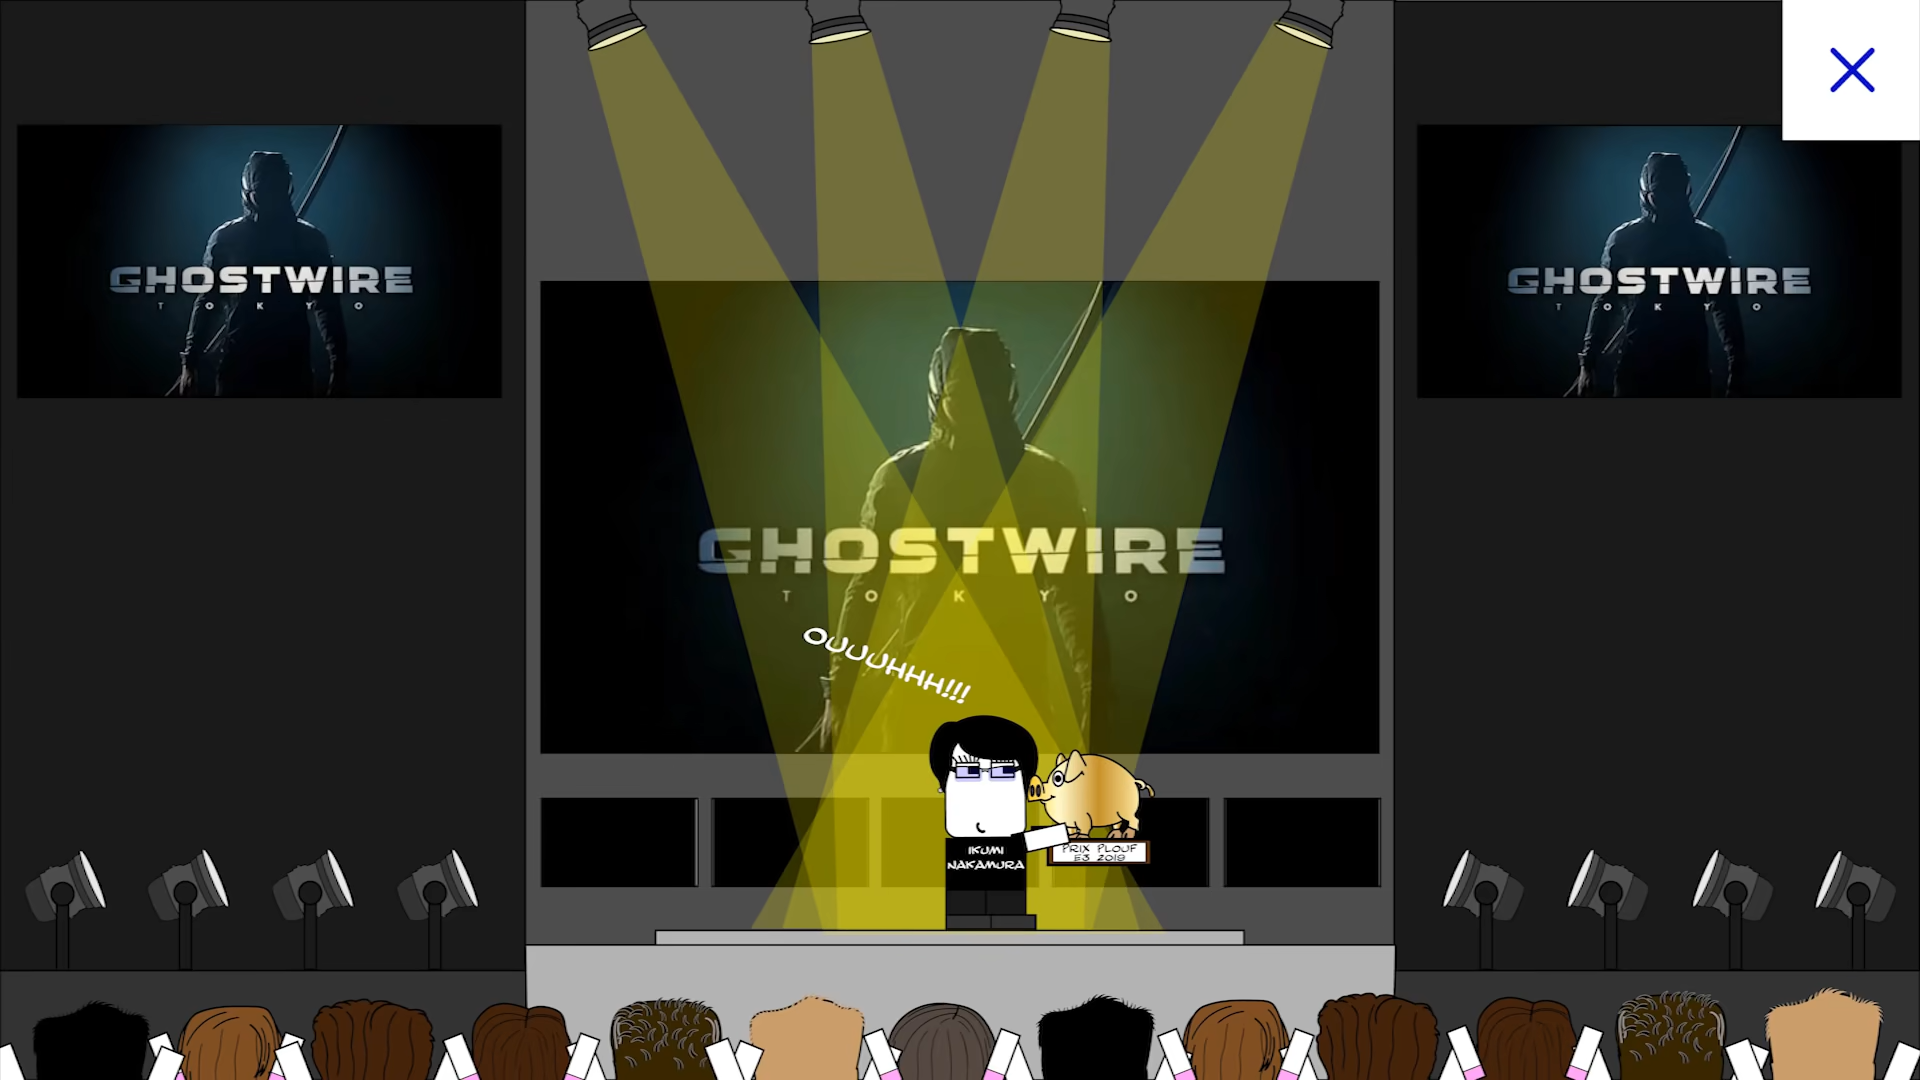 GHOSTWIRE
TOKYO
GHOSTWIRE
TOKYO
GHOSTWIRE
TOKYO
OUUUHHH!!!
IKUMI
NAKAMURA
PRIX PLOUF
E3 2019